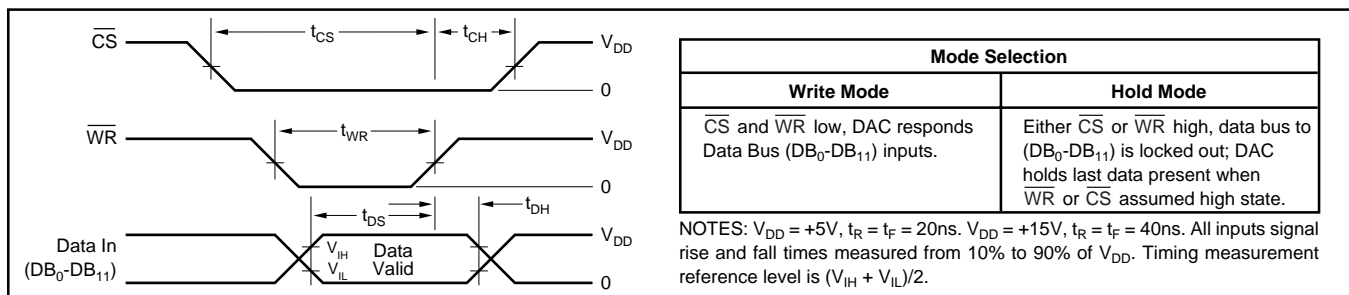 CS
tCS
tCH
VDD
0
WR
tWR
VDD
0
tDS
tDH
Data In
(DB0-DB11)
VIH
VIL
Data
Valid
VDD
0
Mode Selection
Write Mode
Hold Mode
CS and WR low, DAC responds
Data Bus (DB0-DB11) inputs.
Either CS or WR high, data bus to
(DB0-DB11) is locked out; DAC
holds last data present when
WR or CS assumed high state.
NOTES: VDD = +5V, tR = tF = 20ns. VDD = +15V, tR = tF = 40ns. All inputs signal
rise and fall times measured from 10% to 90% of VDD. Timing measurement
reference level is (VIH + VIL)/2.